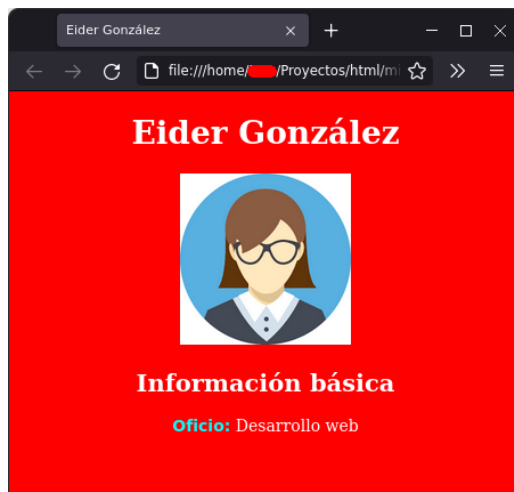 Eider González
file:///home/
/Proyectos/html/mi
Eider González
Información básica
Oficio: Desarrollo web